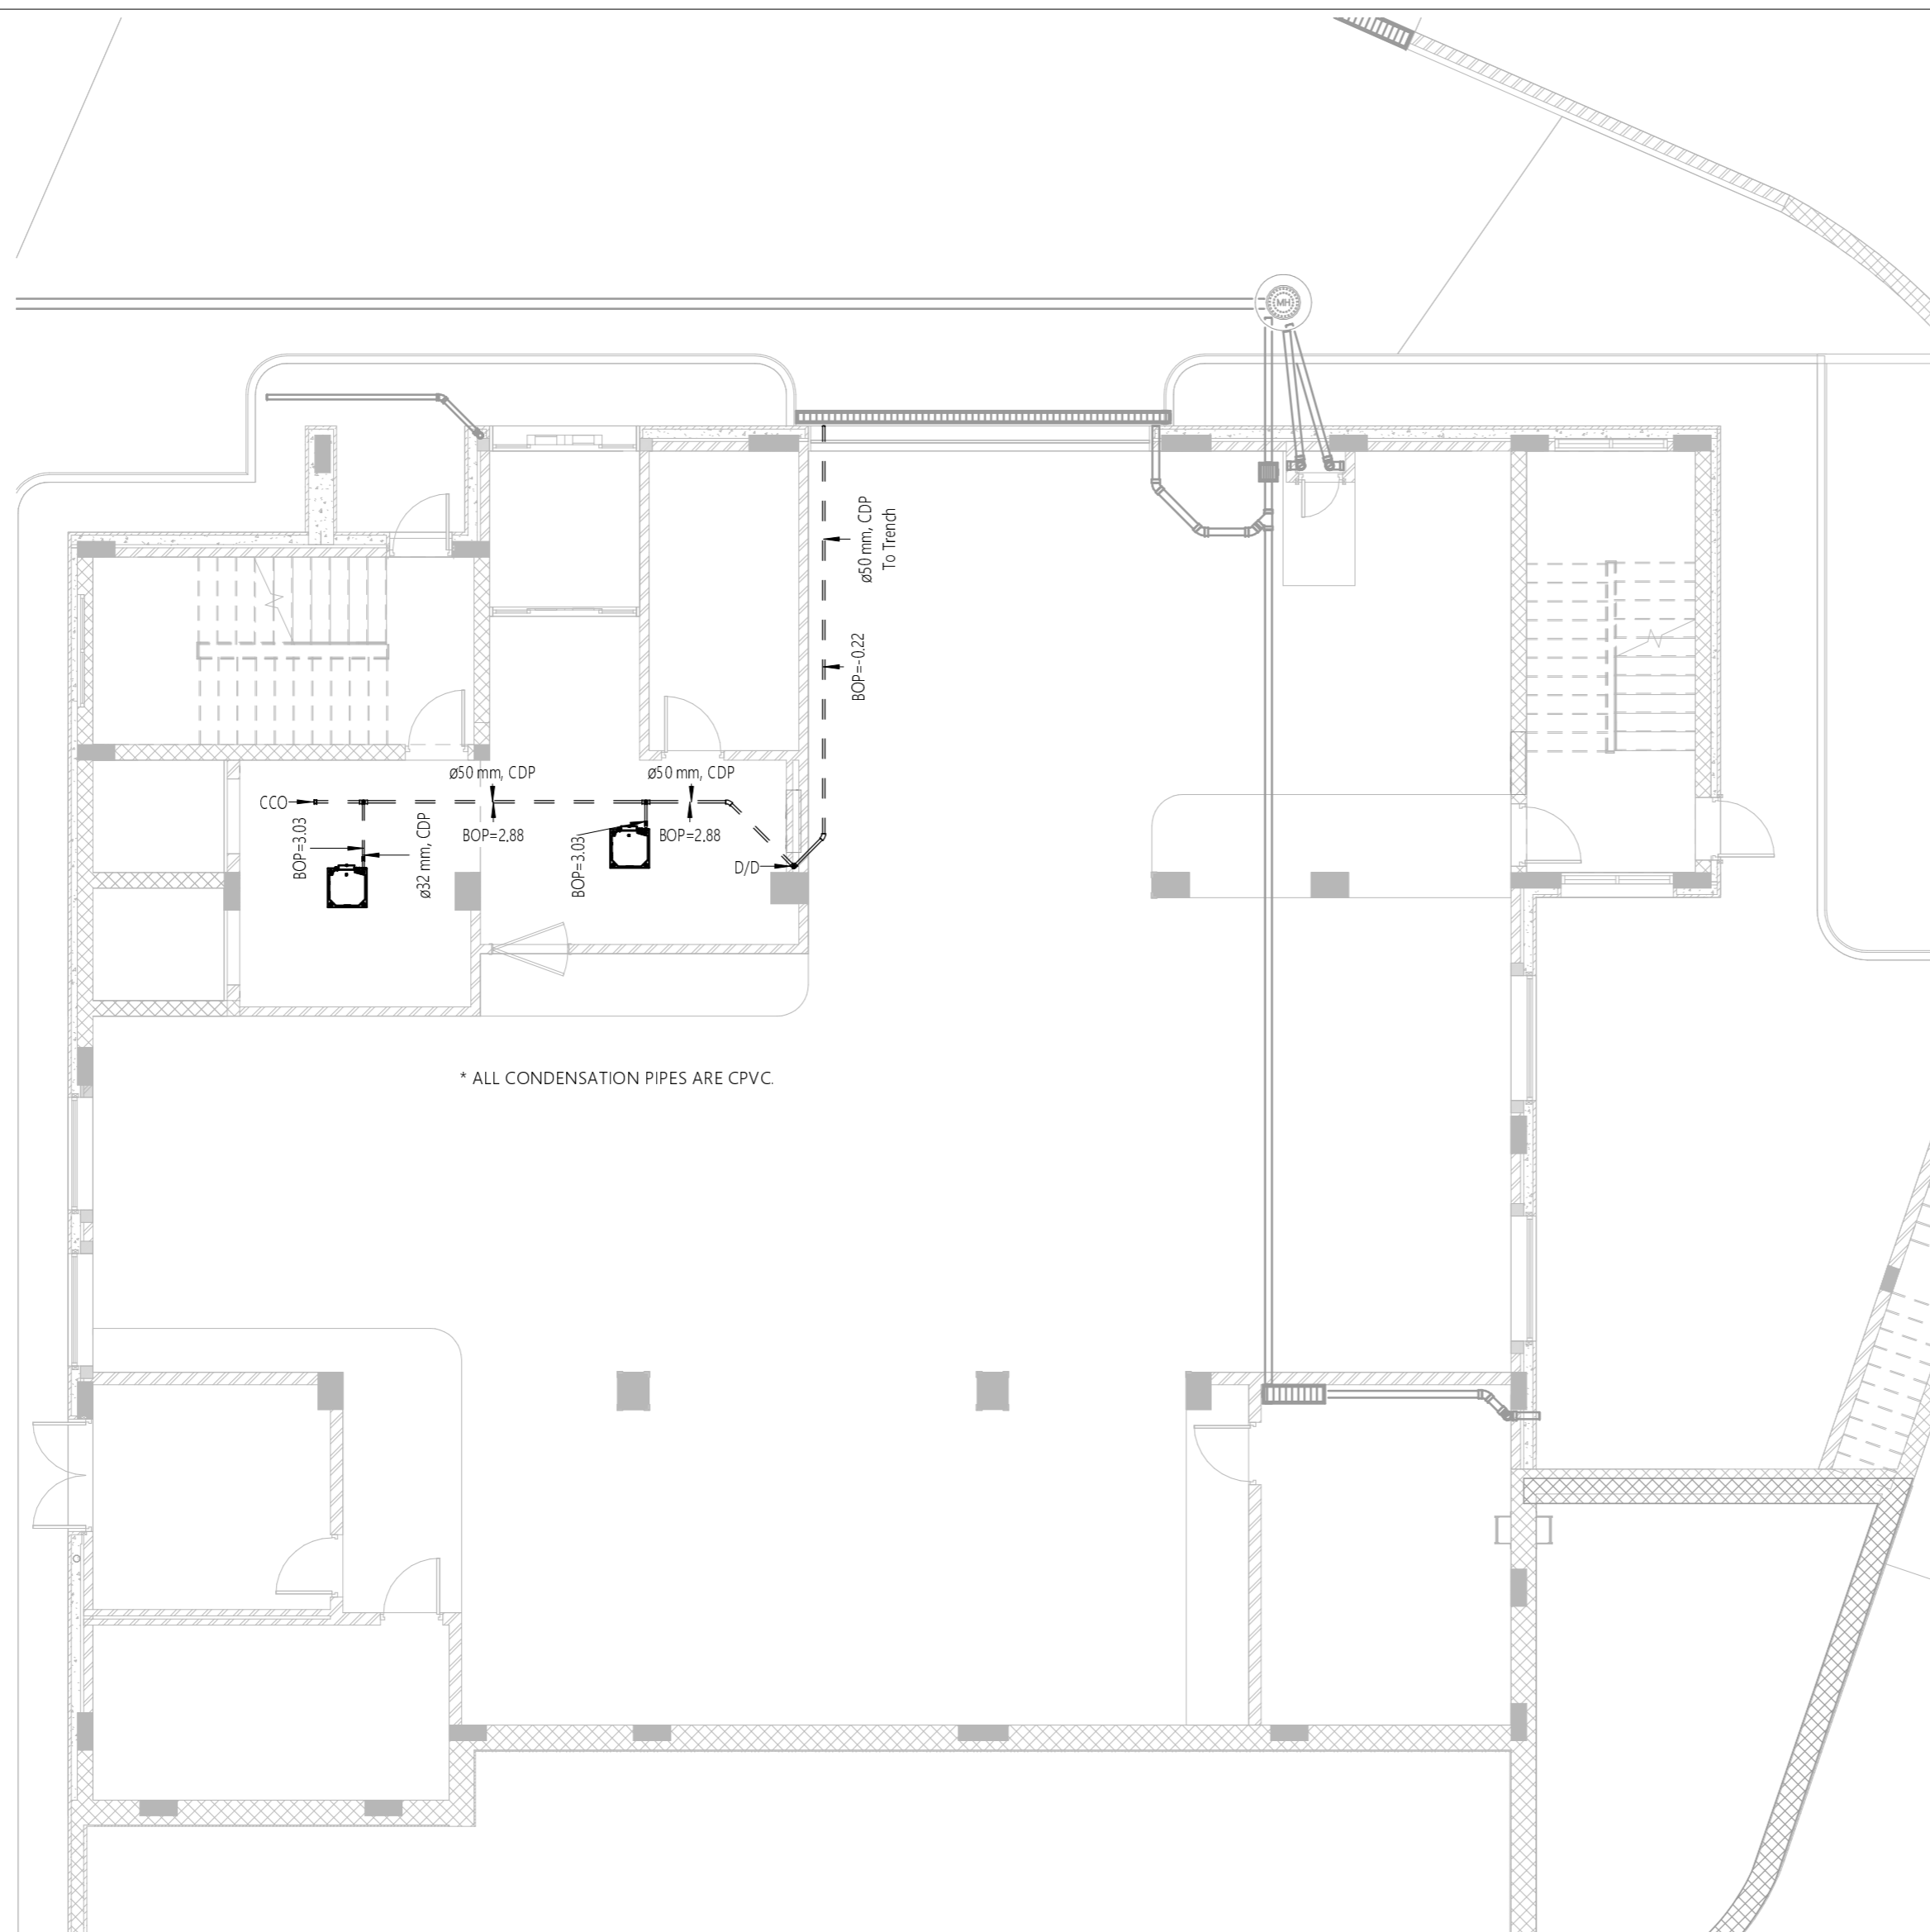 MH
ø50 mm, CDP
To Trench
BOP=-0.22
ø50 mm, CDP
ø50 mm, CDP
CCO
BOP=3.03
ø32 mm, CDP
BOP=2.88
BOP=3.03
BOP=2.88
D/D
* ALL CONDENSATION PIPES ARE CPVC.